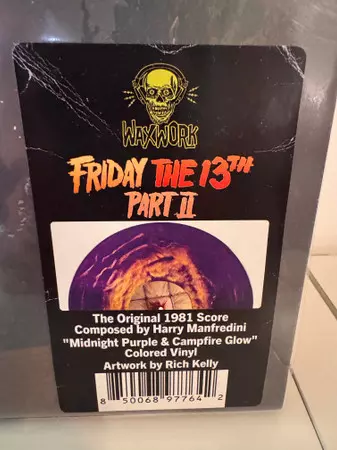 WAXWORK
FRIDAY THE 13TH
PART II
The Original 1981 Score
Composed by Harry Manfredini
"Midnight Purple & Campfire Glow"
Colored Vinyl
Artwork by Rich Kelly
8 50068 97764 2